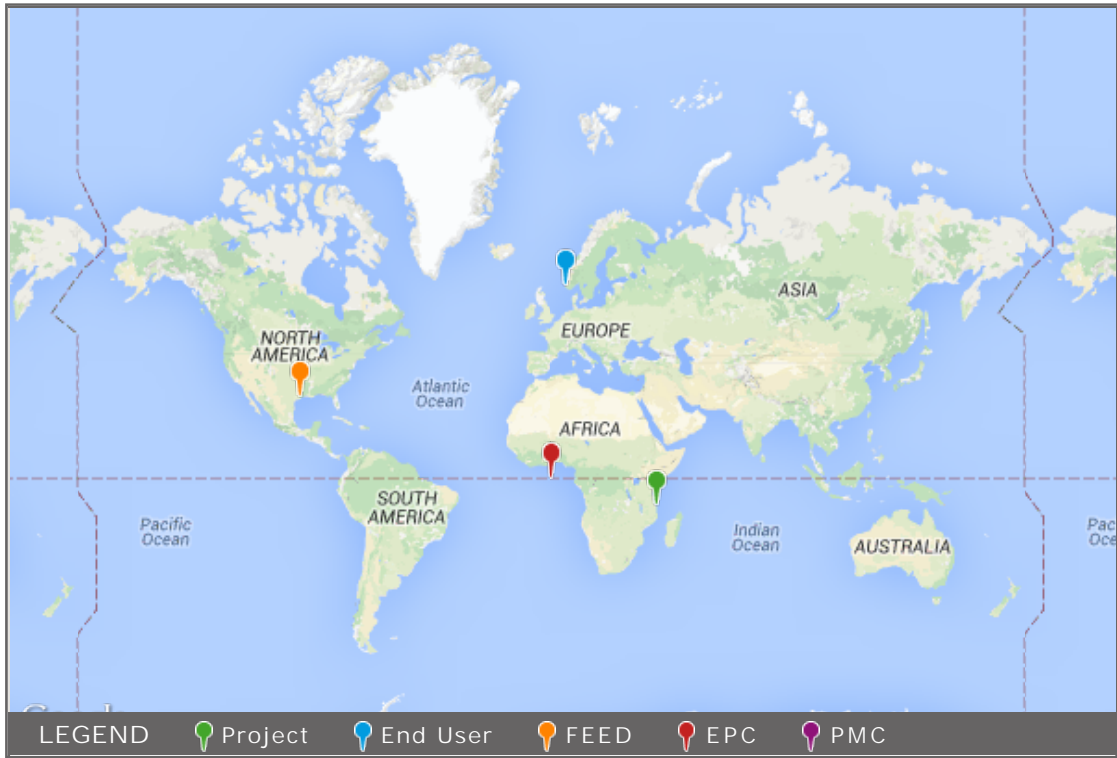 ASIA
EUROPE
NORTH
AMERICA
Atlantic
Ocean
AFRICA
SOUTH
AMERICA
Pacific
Ocean
Indian
Ocean
AUSTRALIA
LEGEND Project End User FEED EPC PMC